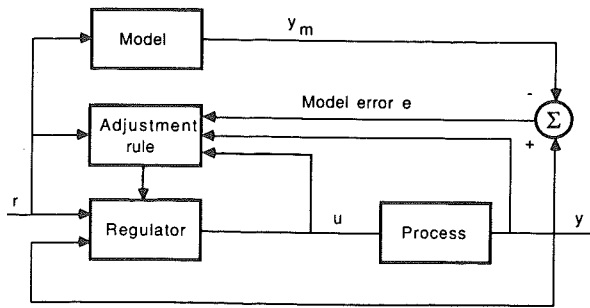 Model
y_m
-
Model error e
Σ
Adjustment
rule
+
r
Regulator
u
Process
y